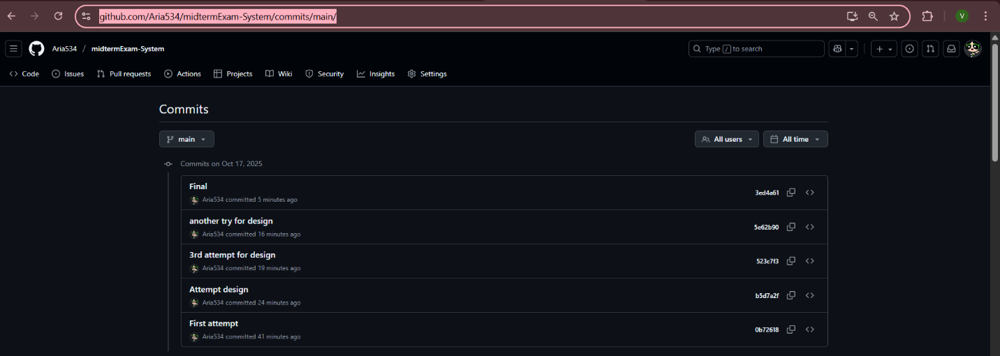 github.com/Aria534/midtermExam-System/commits/main/
V
Aria534 / midtermExam-System
Type / to search
Code Issues Pull requests Actions Projects Wiki Security Insights Settings
Commits
main All users All time
Commits on Oct 17, 2025
Final
3ed4a61
Aria534 committed 5 minutes ago
another try for design
5e62b90
Aria534 committed 16 minutes ago
3rd attempt for design
523c7f3
Aria534 committed 19 minutes ago
Attempt design
b5d7a2f
Aria534 committed 24 minutes ago
First attempt
0b72618
Aria534 committed 41 minutes ago